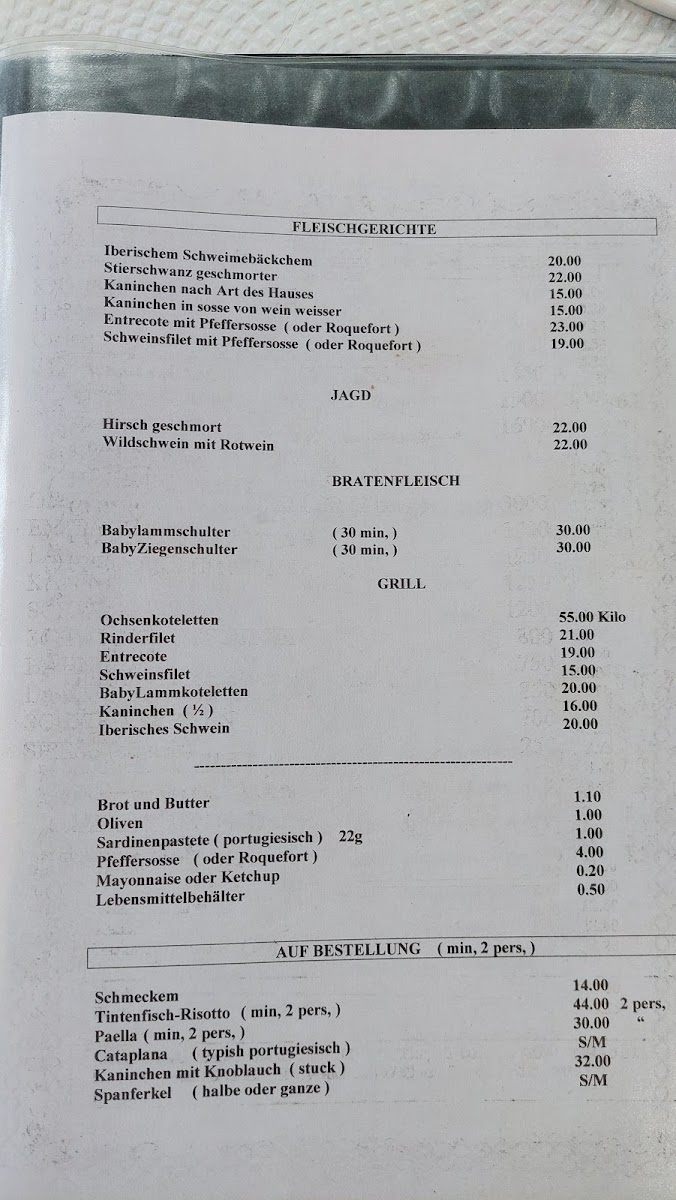 FLEISCHGERICHTE
Iberischem Schweimebäckchem 20.00
Stierschwanz geschmorter 22.00
Kaninchen nach Art des Hauses 15.00
Kaninchen in sosse von wein weisser 15.00
Entrecote mit Pfeffersosse ( oder Roquefort ) 23.00
Schweinsfilet mit Pfeffersosse ( oder Roquefort ) 19.00
JAGD
Hirsch geschmort 22.00
Wildschwein mit Rotwein 22.00
BRATENFLEISCH
Babylammschulter ( 30 min, ) 30.00
BabyZiegenschulter ( 30 min, ) 30.00
GRILL
Ochsenkoteletten 55.00 Kilo
Rinderfilet 21.00
Entrecote 19.00
Schweinsfilet 15.00
BabyLammkoteletten 20.00
Kaninchen ( ½ ) 16.00
Iberisches Schwein 20.00
Brot und Butter 1.10
Oliven 1.00
Sardinenpastete ( portugiesisch ) 22g 1.00
Pfeffersosse ( oder Roquefort ) 4.00
Mayonnaise oder Ketchup 0.20
Lebensmittelbehälter 0.50
AUF BESTELLUNG ( min, 2 pers, )
Schmeckem 14.00
Tintenfisch-Risotto ( min, 2 pers, ) 44.00 2 pers,
Paella ( min, 2 pers, ) 30.00 “
Cataplana ( typish portugiesisch ) S/M
Kaninchen mit Knoblauch ( stuck ) 32.00
Spanferkel ( halbe oder ganze ) S/M